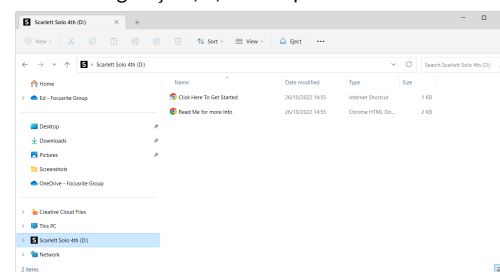 Scarlett Solo 4th (D:)
New
Sort
View
Eject
Scarlett Solo 4th (D:)
Search Scarlett Solo 4th (D:)
Name
Date modified
Type
Size
Home
Ed - Focusrite Group
Click Here To Get Started
26/10/2022 14:55
Internet Shortcut
1 KB
Read Me for more Info
26/10/2022 14:55
Chrome HTML Do...
2 KB
Desktop
Downloads
Pictures
Screenshots
OneDrive - Focusrite Group
Creative Cloud Files
This PC
Scarlett Solo 4th (D:)
Network
2 items